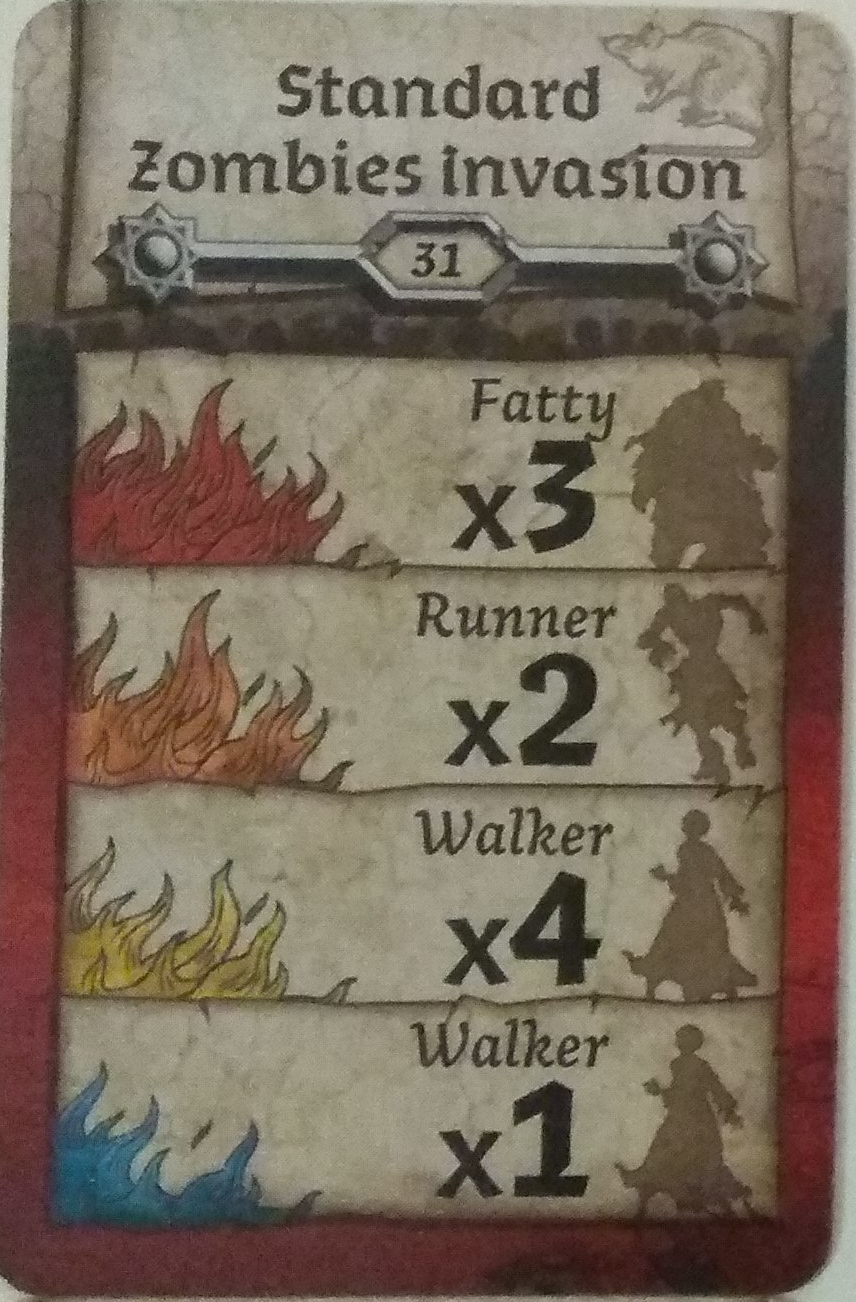 Standard
Zombies Invasion
31
Fatty
x3
Runner
x2
Walker
x4
Walker
x1